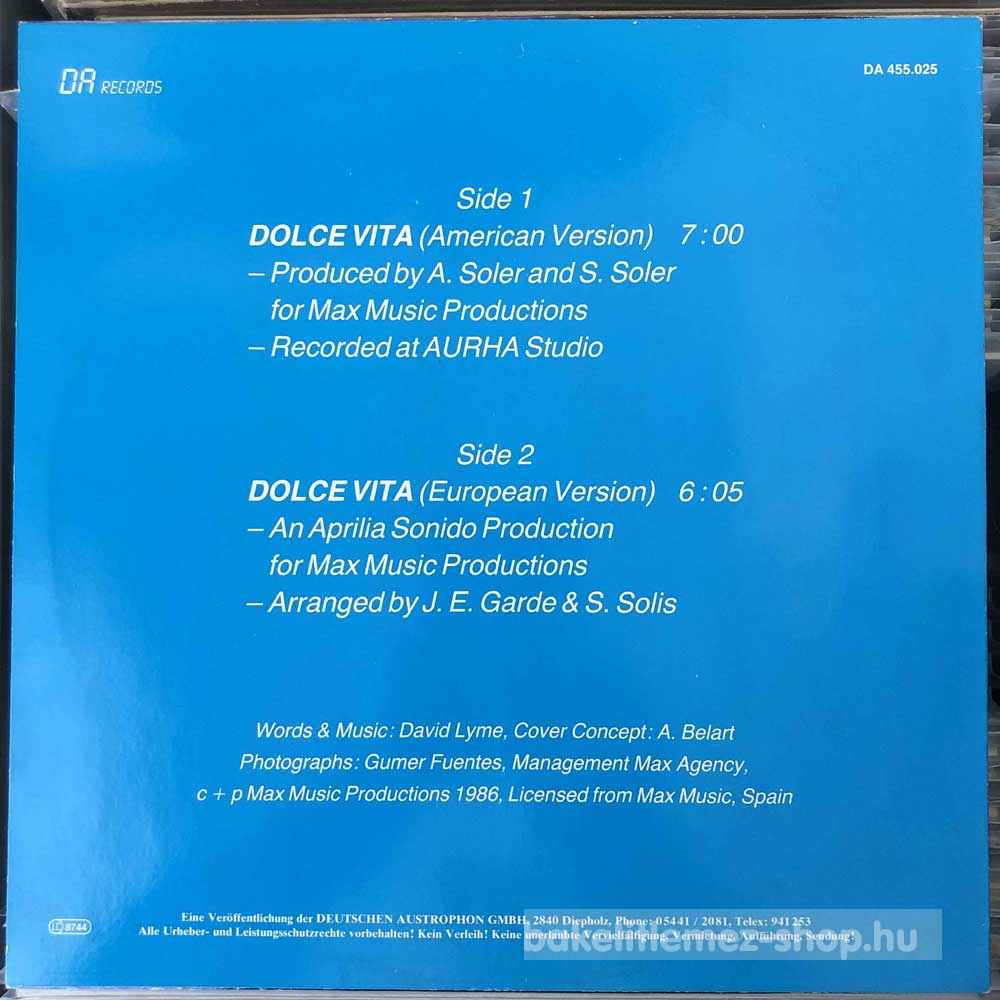 DA RECORDS
DA 455.025
Side 1
DOLCE VITA (American Version) 7:00
– Produced by A. Soler and S. Soler
for Max Music Productions
– Recorded at AURHA Studio
Side 2
DOLCE VITA (European Version) 6:05
– An Aprilia Sonido Production
for Max Music Productions
– Arranged by J. E. Garde & S. Solis
Words & Music: David Lyme, Cover Concept: A. Belart
Photographs: Gumer Fuentes, Management Max Agency,
c + p Max Music Productions 1986, Licensed from Max Music, Spain
LC 8744
Eine Veröffentlichung der DEUTSCHEN AUSTROPHON GMBH, 2840 Diepholz, Phone: 05441 / 2081, Telex: 941253
Alle Urheber- und Leistungsschutzrechte vorbehalten! Kein Verleih! Keine unerlaubte Vervielfältigung, Vermietung, Aufführung, Sendung!
bakelitlemez-shop.hu